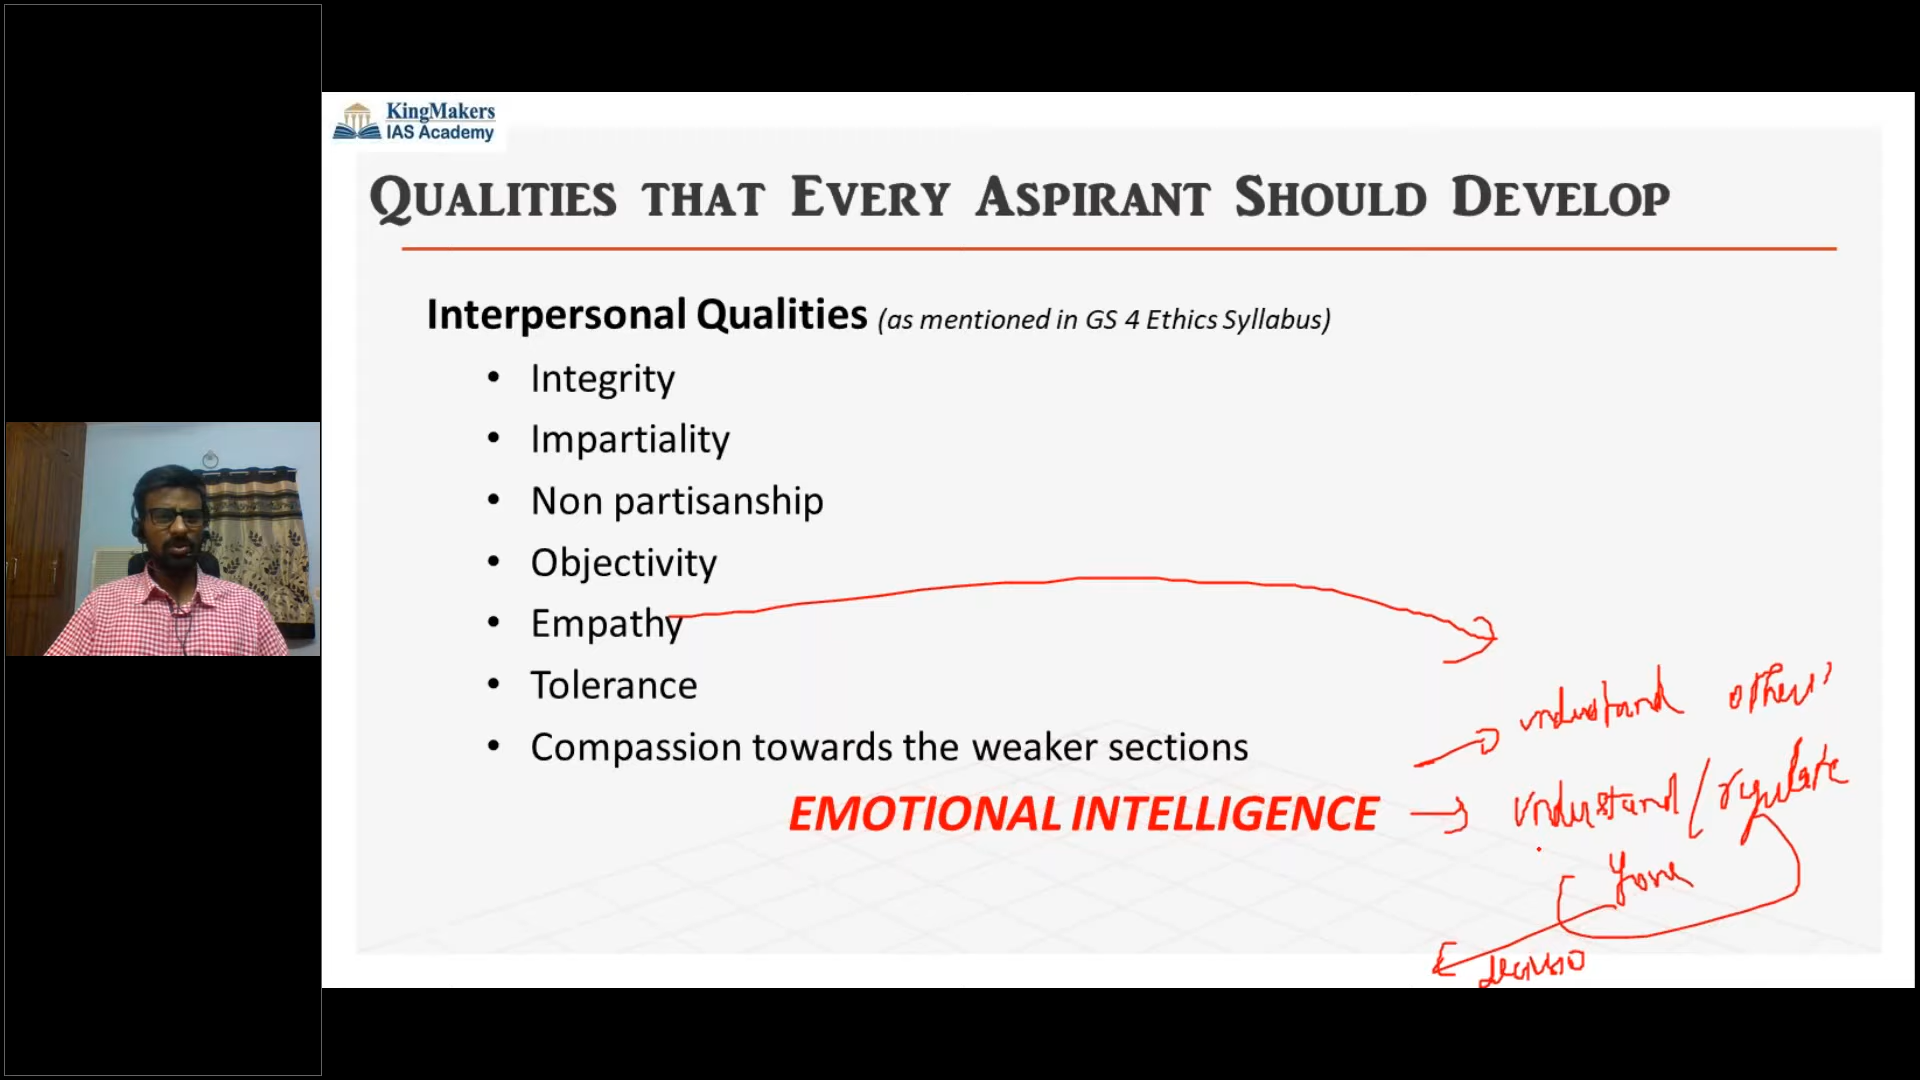 KingMakers
IAS Academy
QUALITIES THAT EVERY ASPIRANT SHOULD DEVELOP
Interpersonal Qualities (as mentioned in GS 4 Ethics Syllabus)
• Integrity
• Impartiality
• Non partisanship
• Objectivity
• Empathy
• Tolerance
• Compassion towards the weaker sections
understand others'
EMOTIONAL INTELLIGENCE
understand / regulate